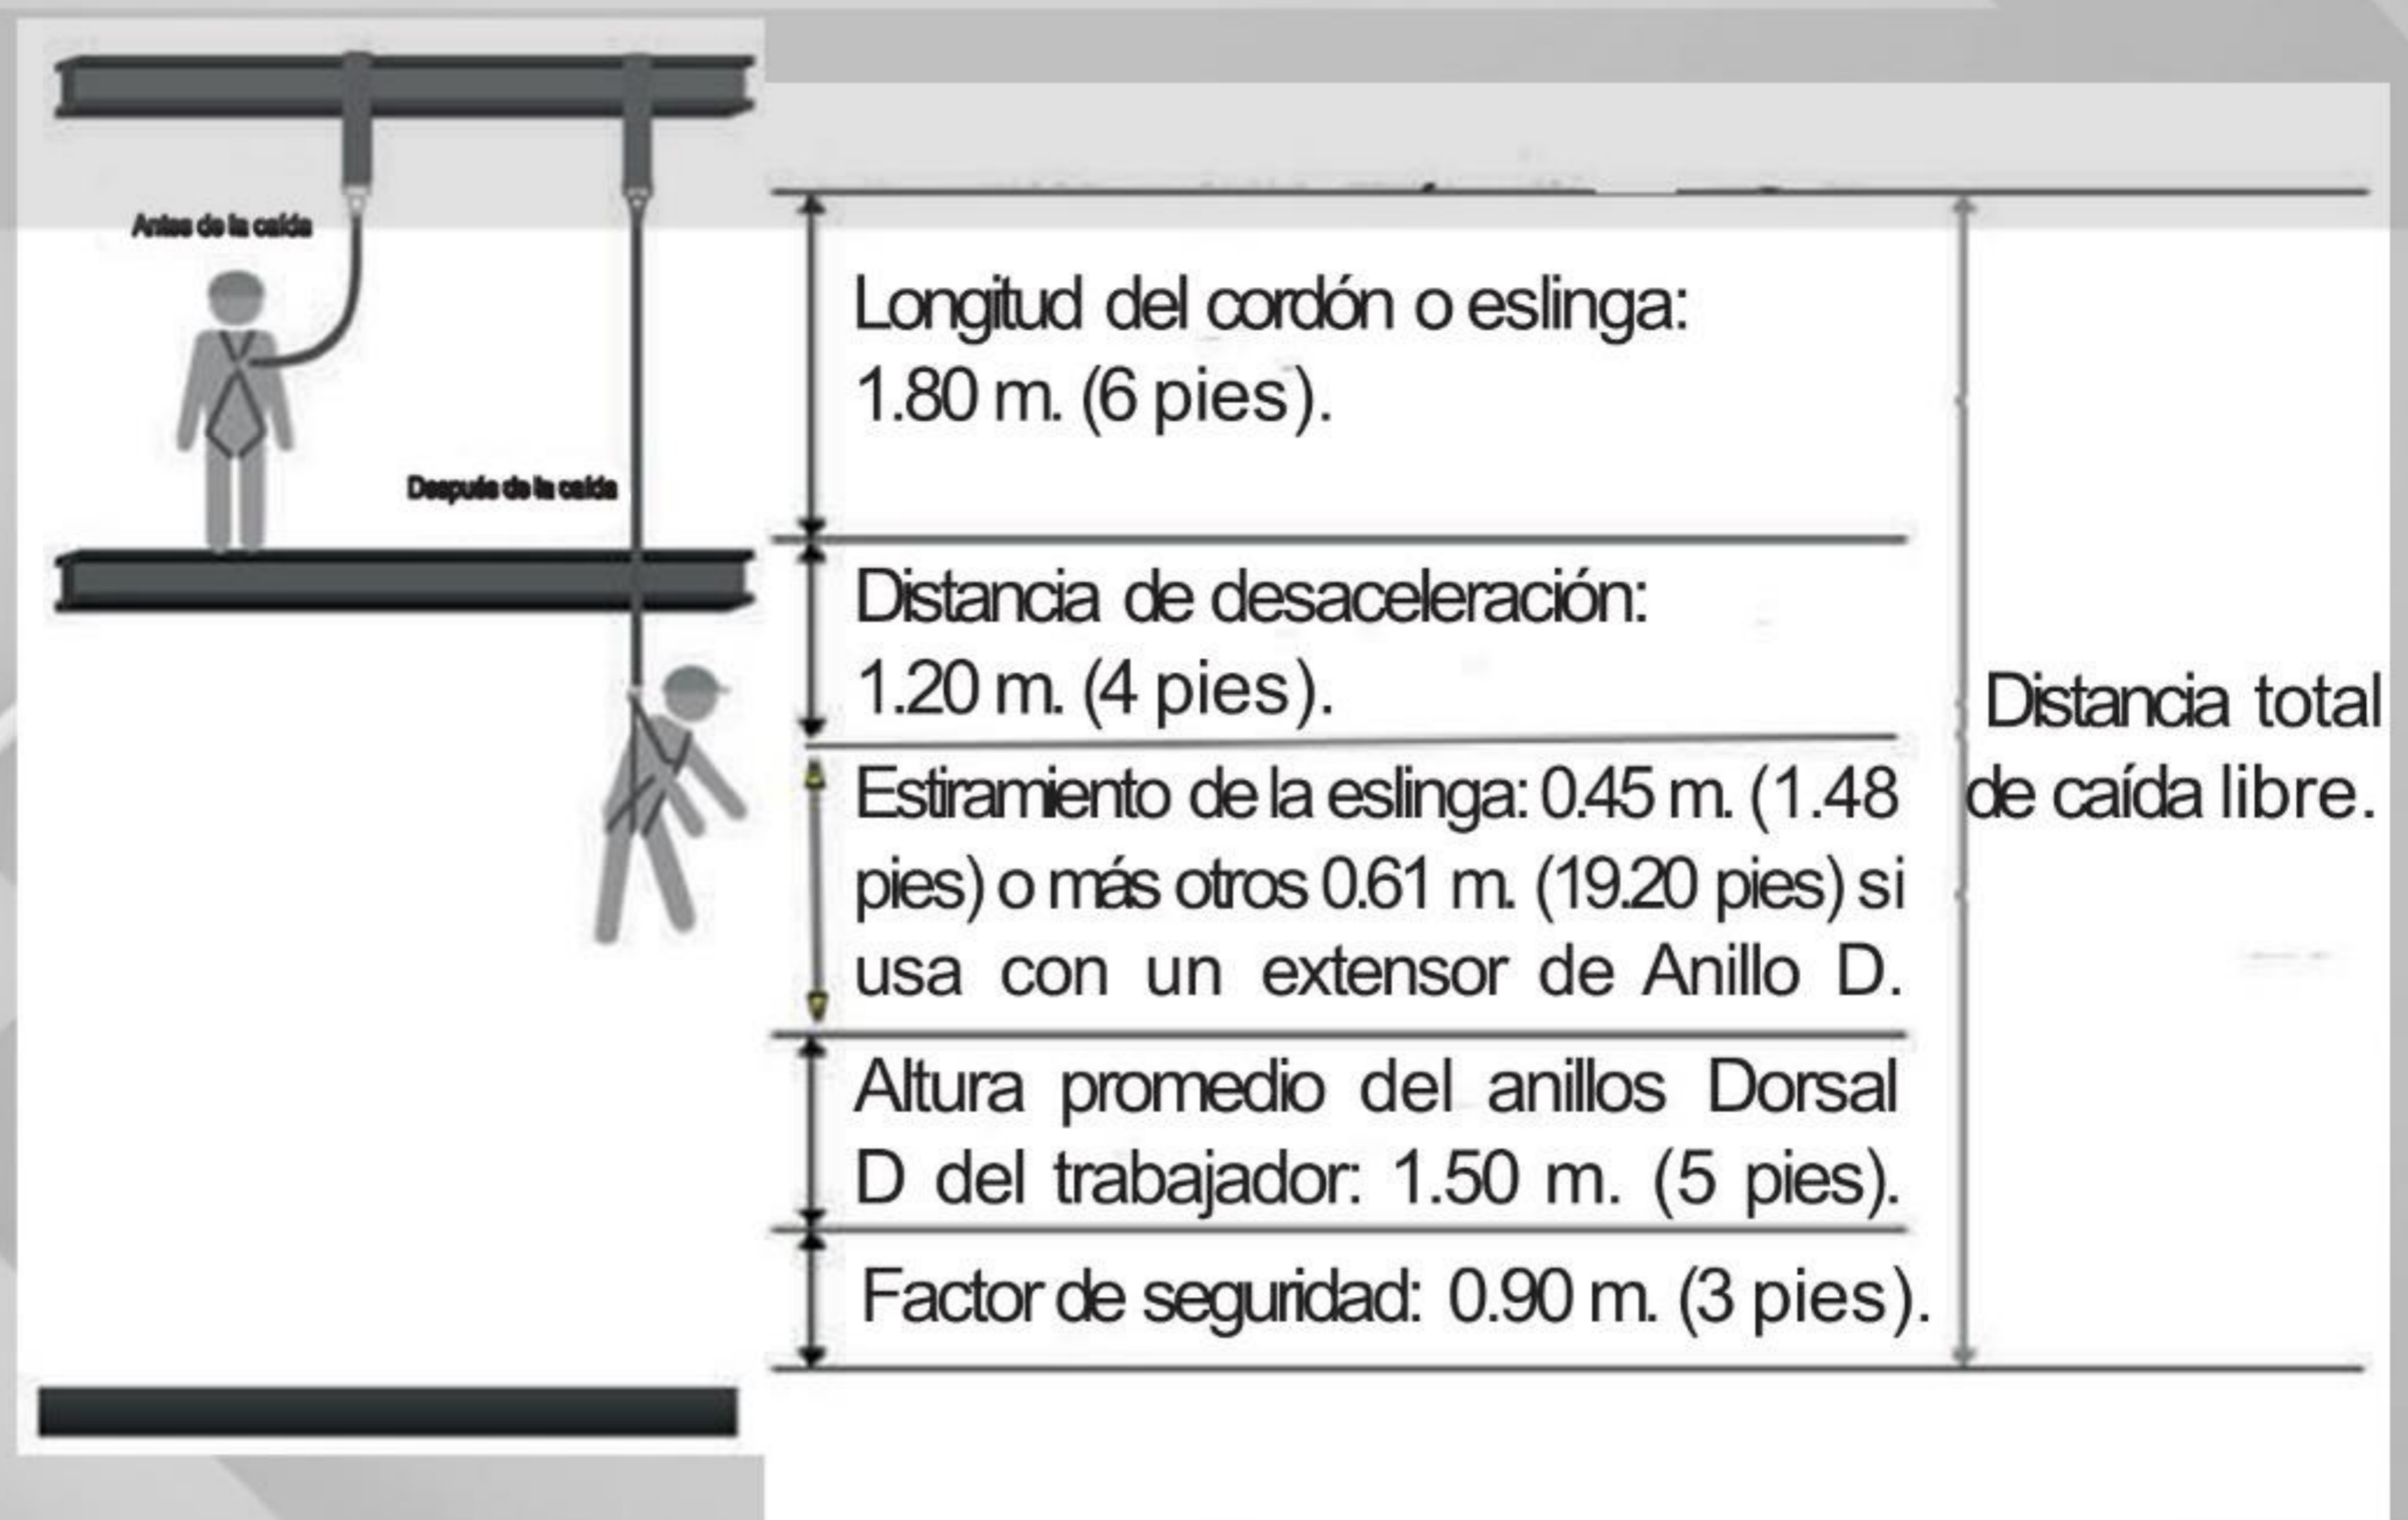 Antes de la caída
Después de la caída
Longitud del cordón o eslinga:
1.80 m. (6 pies).
Distancia de desaceleración:
1.20 m. (4 pies).
Estiramiento de la eslinga: 0.45 m. (1.48
pies) o más otros 0.61 m. (19.20 pies) si
usa con un extensor de Anillo D.
Altura promedio del anillos Dorsal
D del trabajador: 1.50 m. (5 pies).
Factor de seguridad: 0.90 m. (3 pies).
Distancia total
de caída libre.